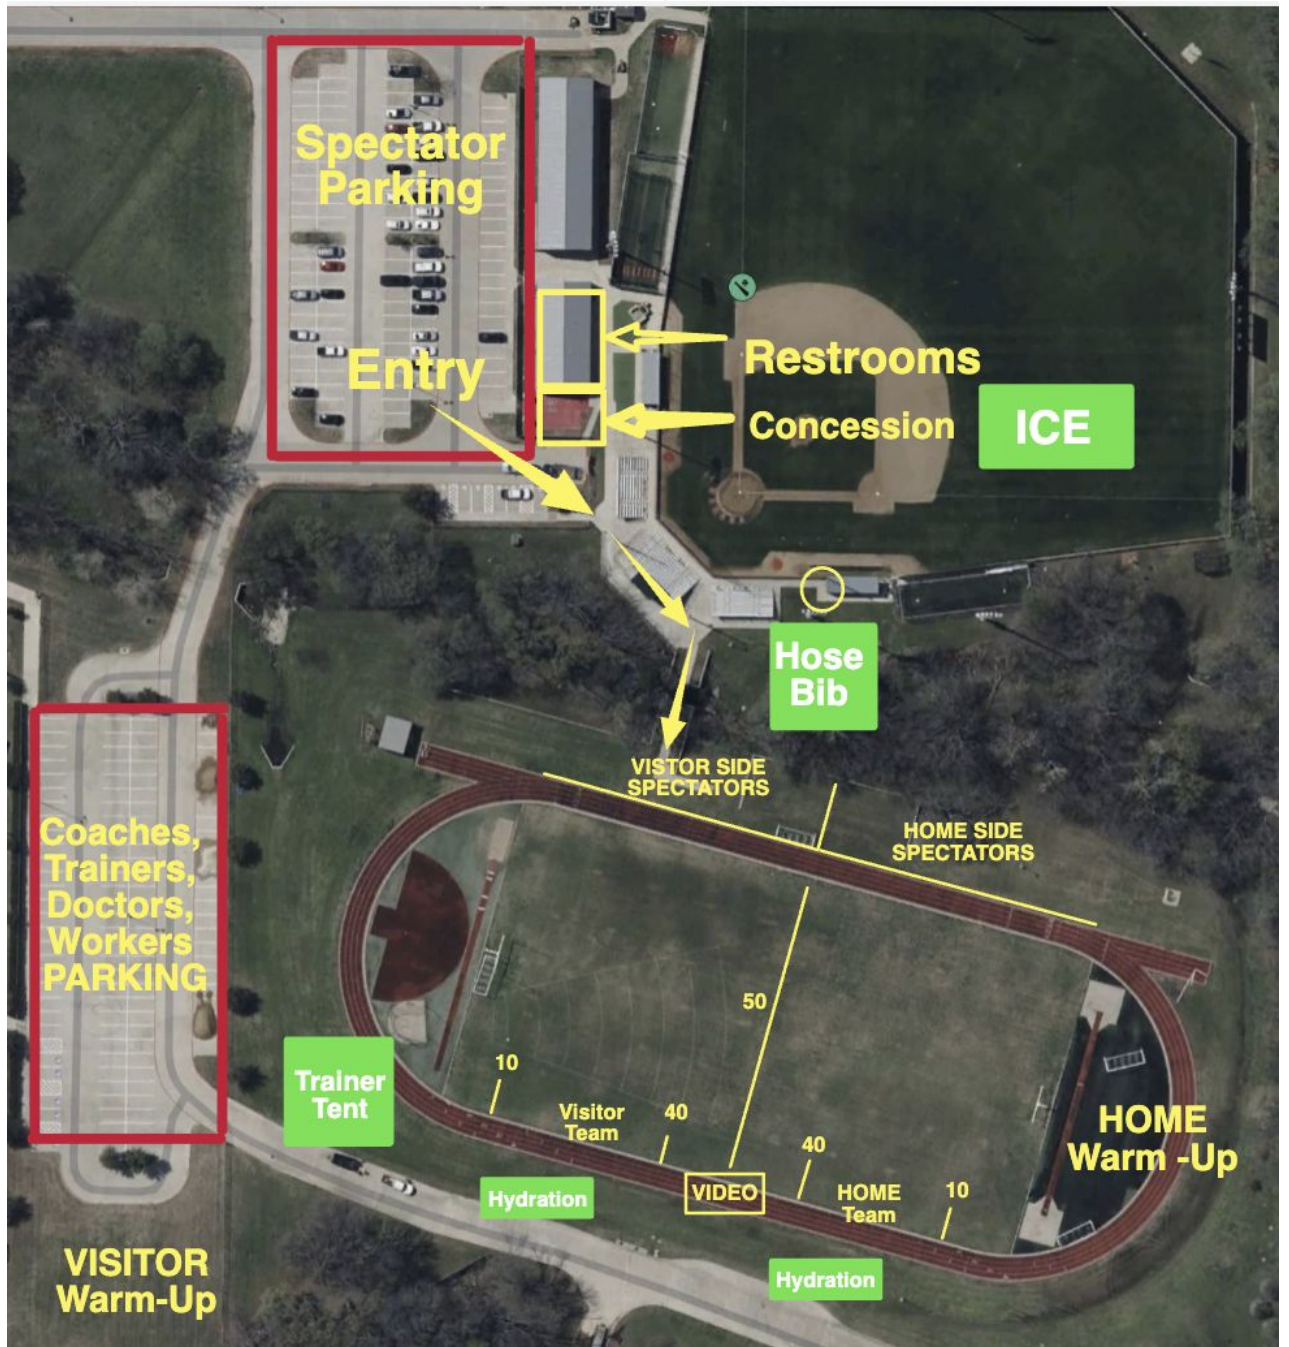 Spectator
Parking
Entry
Restrooms
Concession
ICE
Hose
Bib
VISTOR SIDE
SPECTATORS
HOME SIDE
SPECTATORS
Coaches,
Trainers,
Doctors,
Workers
PARKING
50
Trainer
Tent
10
Visitor
Team
40
40
HOME
Team
10
HOME
Warm -Up
VIDEO
Hydration
Hydration
VISITOR
Warm-Up